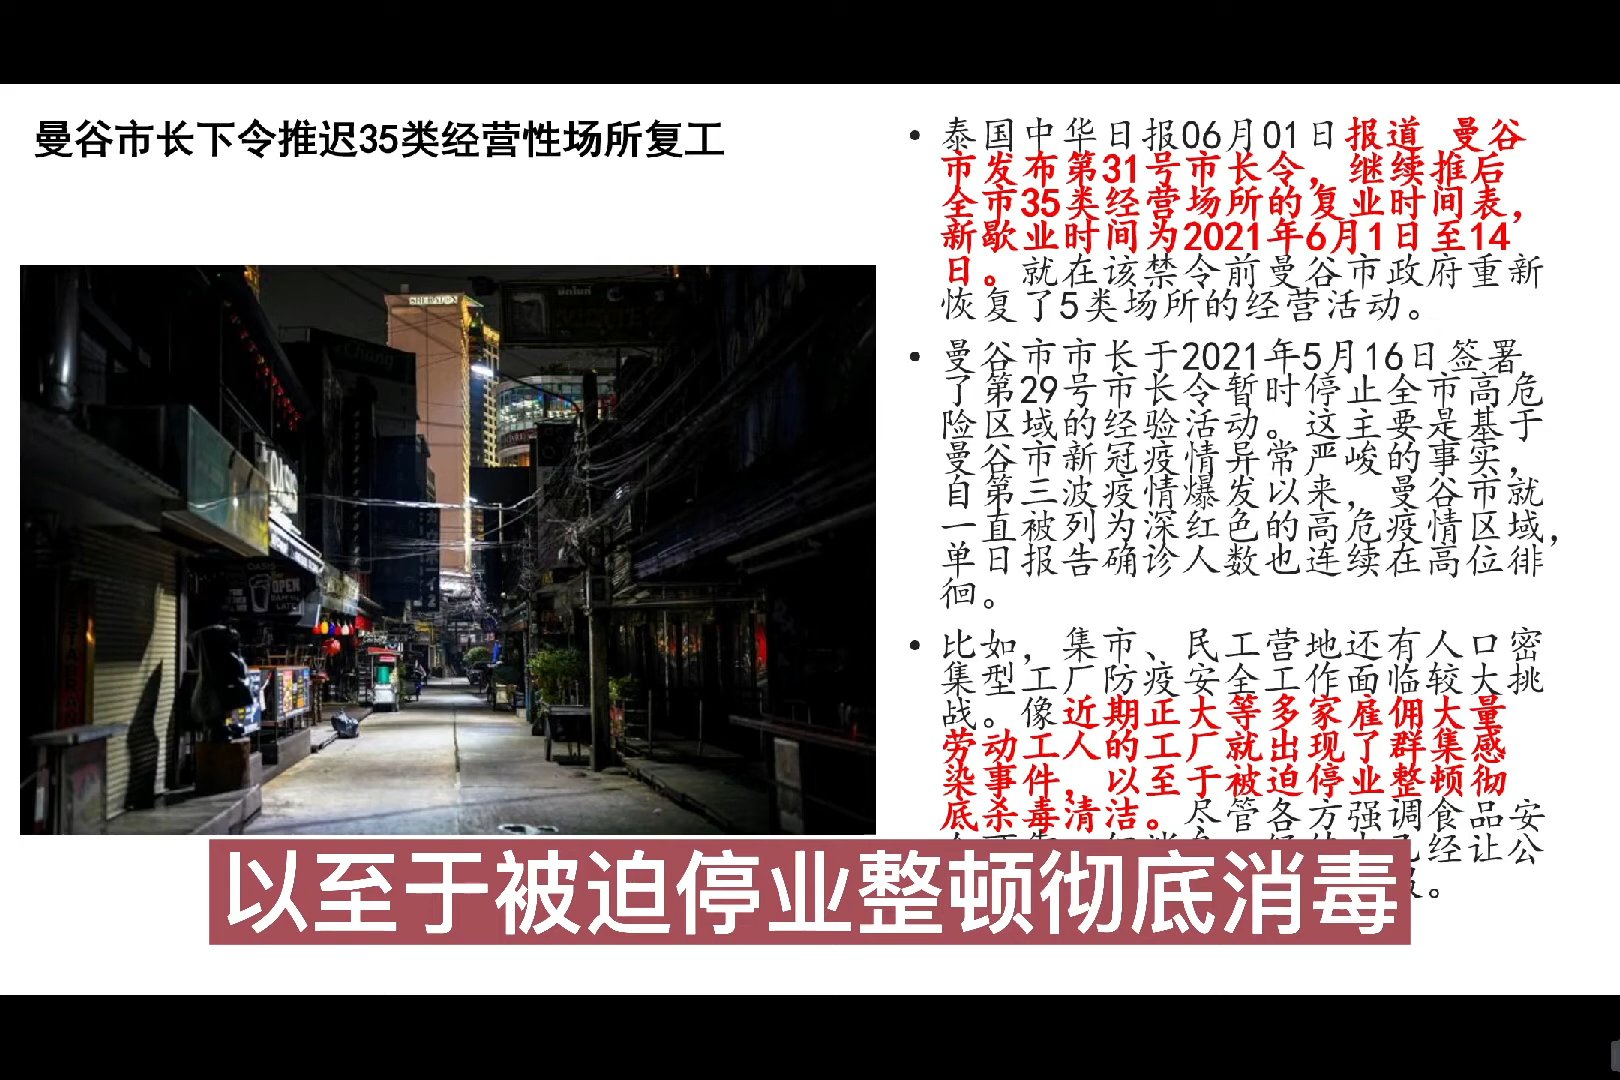 曼谷市长下令推迟35类经营性场所复工
• 泰国中华日报06月01日报道 曼谷
市发布第31号市长令，继续推后
全市35类经营场所的复业时间表，
新歇业时间为2021年6月1日至14
日。就在该禁令前曼谷市政府重新
恢复了5类场所的经营活动。
• 曼谷市市长于2021年5月16日签署
了第29号市长令暂时停止全市高危
险区域的经验活动。这主要是基于
曼谷市新冠疫情异常严峻的事实，
自第三波疫情爆发以来，曼谷市就
一直被列为深红色的高危疫情区域，
单日报告确诊人数也连续在高位徘
徊。
• 比如，集市、民工营地还有人口密
集型工厂防疫安全工作面临较大挑
战。像近期正大等多家雇佣大量
劳动工人的工厂就出现了群集感
染事件，以至于被迫停业整顿彻
底杀毒清洁。尽管各方强调食品安
已经让公
。
以至于被迫停业整顿彻底消毒
OASIS
OPEN
Chang